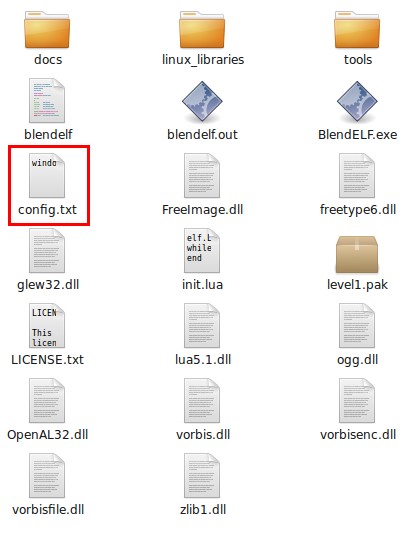 docs linux_libraries tools
blendelf blendelf.out BlendELF.exe
windo
config.txt FreeImage.dll freetype6.dll
elf.L
while
end
glew32.dll init.lua level1.pak
LICEN
This
licen
LICENSE.txt lua5.1.dll ogg.dll
OpenAL32.dll vorbis.dll vorbisenc.dll
vorbisfile.dll zlib1.dll